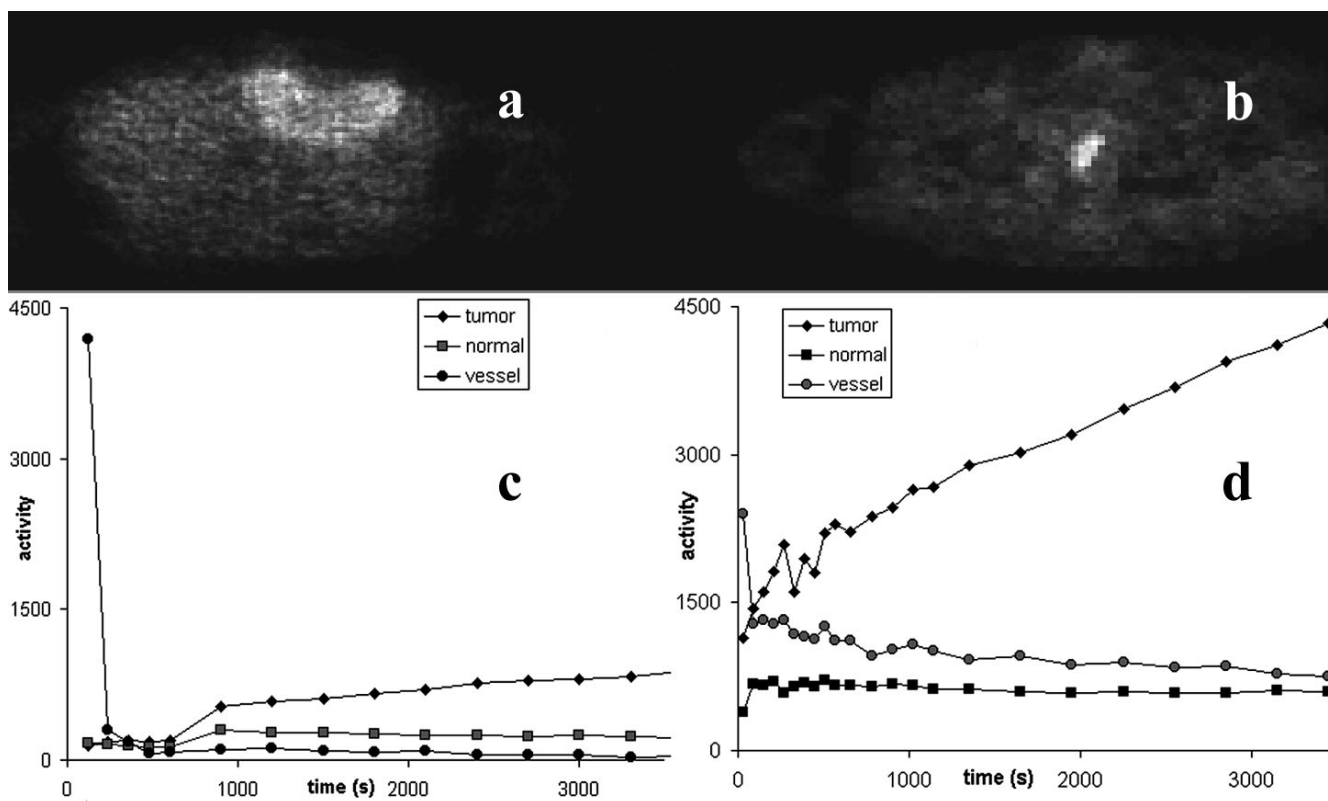 a
b
4500
3000
1500
0
activity
tumor
normal
vessel
c
0
1000
2000
3000
time (s)
4500
3000
1500
0
activity
tumor
normal
vessel
d
0
1000
2000
3000
time (s)